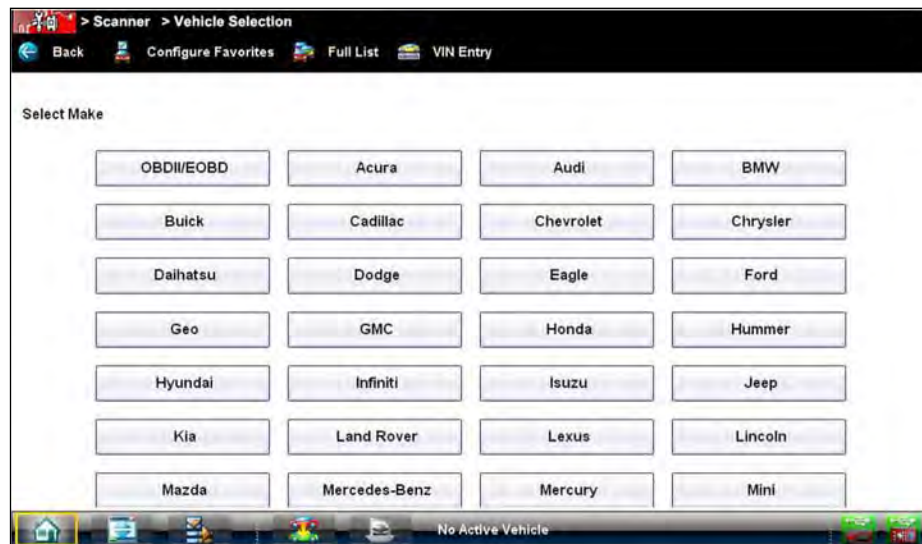 > Scanner > Vehicle Selection
Back Configure Favorites Full List VIN Entry
Select Make
OBDII/EOBD Acura Audi BMW
Buick Cadillac Chevrolet Chrysler
Daihatsu Dodge Eagle Ford
Geo GMC Honda Hummer
Hyundai Infiniti Isuzu Jeep
Kia Land Rover Lexus Lincoln
Mazda Mercedes-Benz Mercury Mini
No Active Vehicle